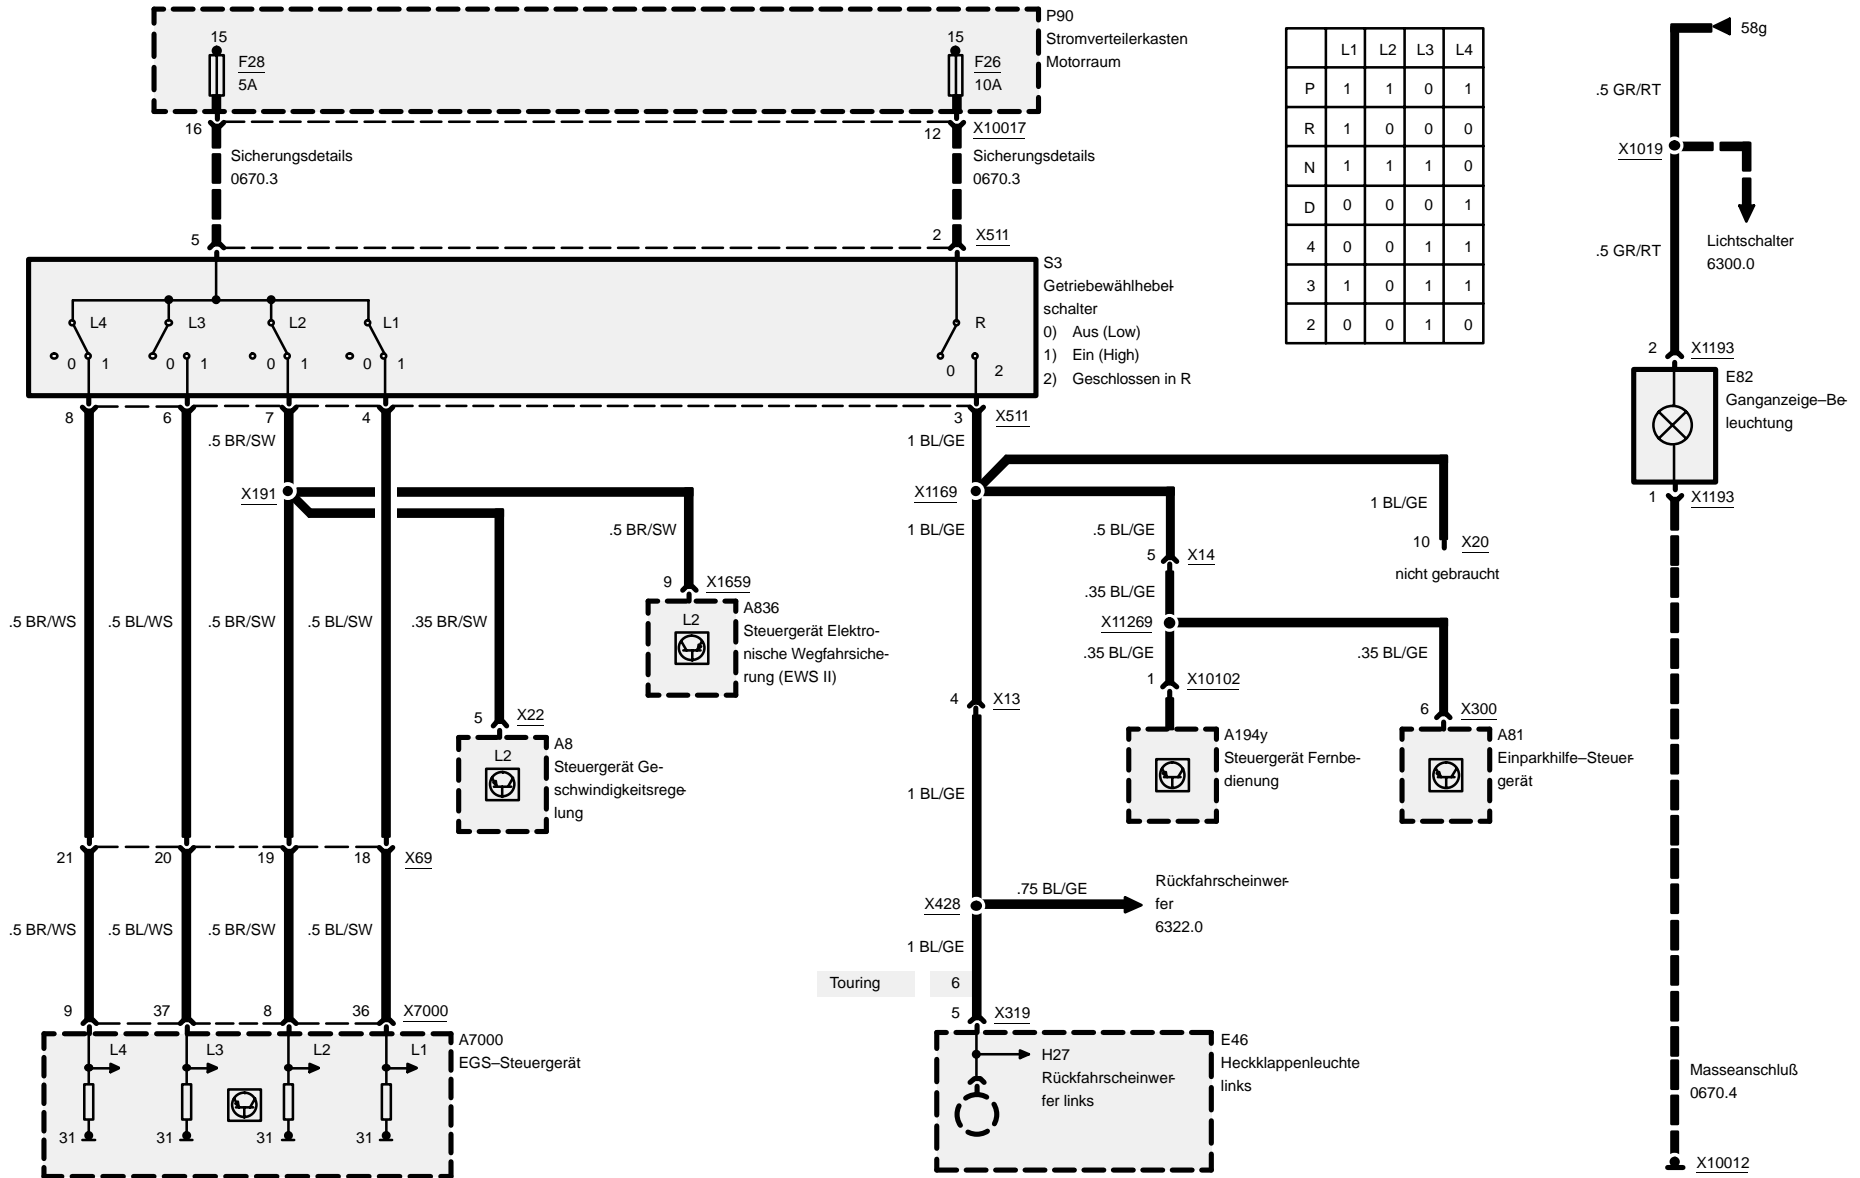 P90
Stromverteilerkasten
Motorraum
15
F28
5A
15
F26
10A
16
12
X10017
Sicherungsdetails
0670.3
Sicherungsdetails
0670.3
5
2
X511
S3
Getriebewählhebel-
schalter
0) Aus (Low)
1) Ein (High)
2) Geschlossen in R
L4
L3
L2
L1
R
0 1
0 1
0 1
0 1
0 2
8
6
7
4
3
X511
L1 L2 L3 L4
P 1 1 0 1
R 1 0 0 0
N 1 1 1 0
D 0 0 0 1
4 0 0 1 1
3 1 0 1 1
2 0 0 1 0
58g
.5 GR/RT
X1019
.5 GR/RT
Lichtschalter
6300.0
2
X1193
E82
Ganganzeige–Be-
leuchtung
1
X1193
Masseanschluß
0670.4
X10012
.5 BR/SW
X191
.5 BR/SW
9
X1659
A836
L2
Steuergerät Elektro-
nische Wegfahrsiche-
rung (EWS II)
.5 BR/WS
.5 BL/WS
.5 BR/SW
.5 BL/SW
.35 BR/SW
5
X22
A8
L2
Steuergerät Ge-
schwindigkeitsrege-
lung
21
20
19
18
X69
.5 BR/WS
.5 BL/WS
.5 BR/SW
.5 BL/SW
9
37
8
36
X7000
A7000
EGS–Steuergerät
L4
L3
L2
L1
31
31
31
31
1 BL/GE
X1169
1 BL/GE
.5 BL/GE
1 BL/GE
10
X20
nicht gebraucht
5
X14
.35 BL/GE
X11269
.35 BL/GE
.35 BL/GE
1
X10102
A194y
Steuergerät Fernbe-
dienung
6
X300
A81
Einparkhilfe–Steuer-
gerät
4
X13
1 BL/GE
X428
.75 BL/GE
Rückfahrscheinwer-
fer
6322.0
1 BL/GE
Touring
6
5
X319
E46
Heckklappenleuchte
links
H27
Rückfahrscheinwer-
fer links